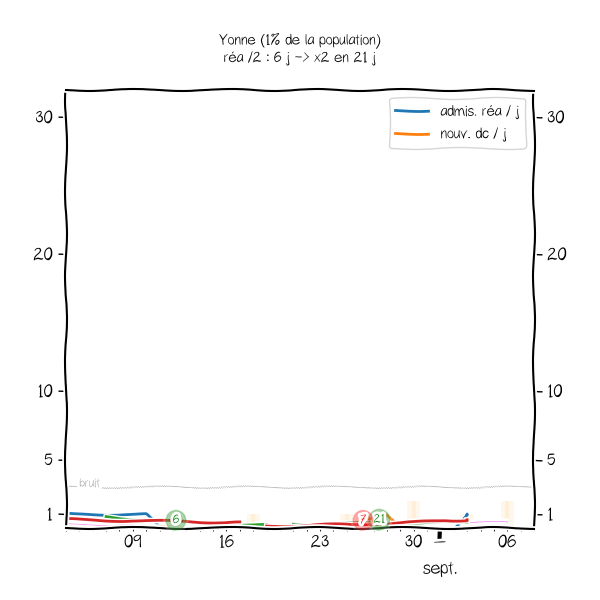 Yonne (1% de la population)
réa /2 : 6 j -> x2 en 21 j
admis. réa / j
nouv. dc / j
30 30
20 20
10 10
5 5
bruit
1 6 7 21 1
09 16 23 30 06
sept.